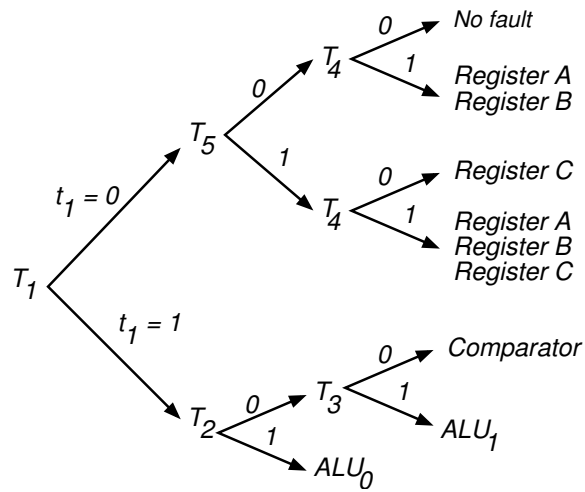 0
No fault
T4
1
Register A
Register B
0
T5
1
0
Register C
T4
1
Register A
Register B
Register C
t1 = 0
T1
t1 = 1
0
Comparator
T3
0
1
ALU1
T2
1
ALU0